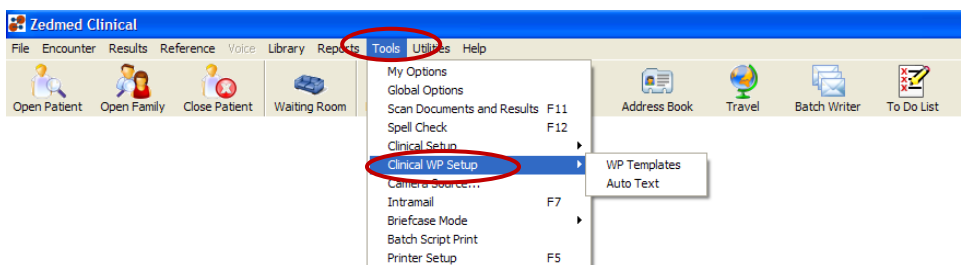 Zedmed Clinical
File Encounter Results Reference Voice Library Reports Tools Utilities Help
Open Patient Open Family Close Patient Waiting Room Address Book Travel Batch Writer To Do List
My Options
Global Options
Scan Documents and Results F11
Spell Check F12
Clinical Setup
Clinical WP Setup
WP Templates
Auto Text
Camera Source...
Intramail F7
Briefcase Mode
Batch Script Print
Printer Setup F5